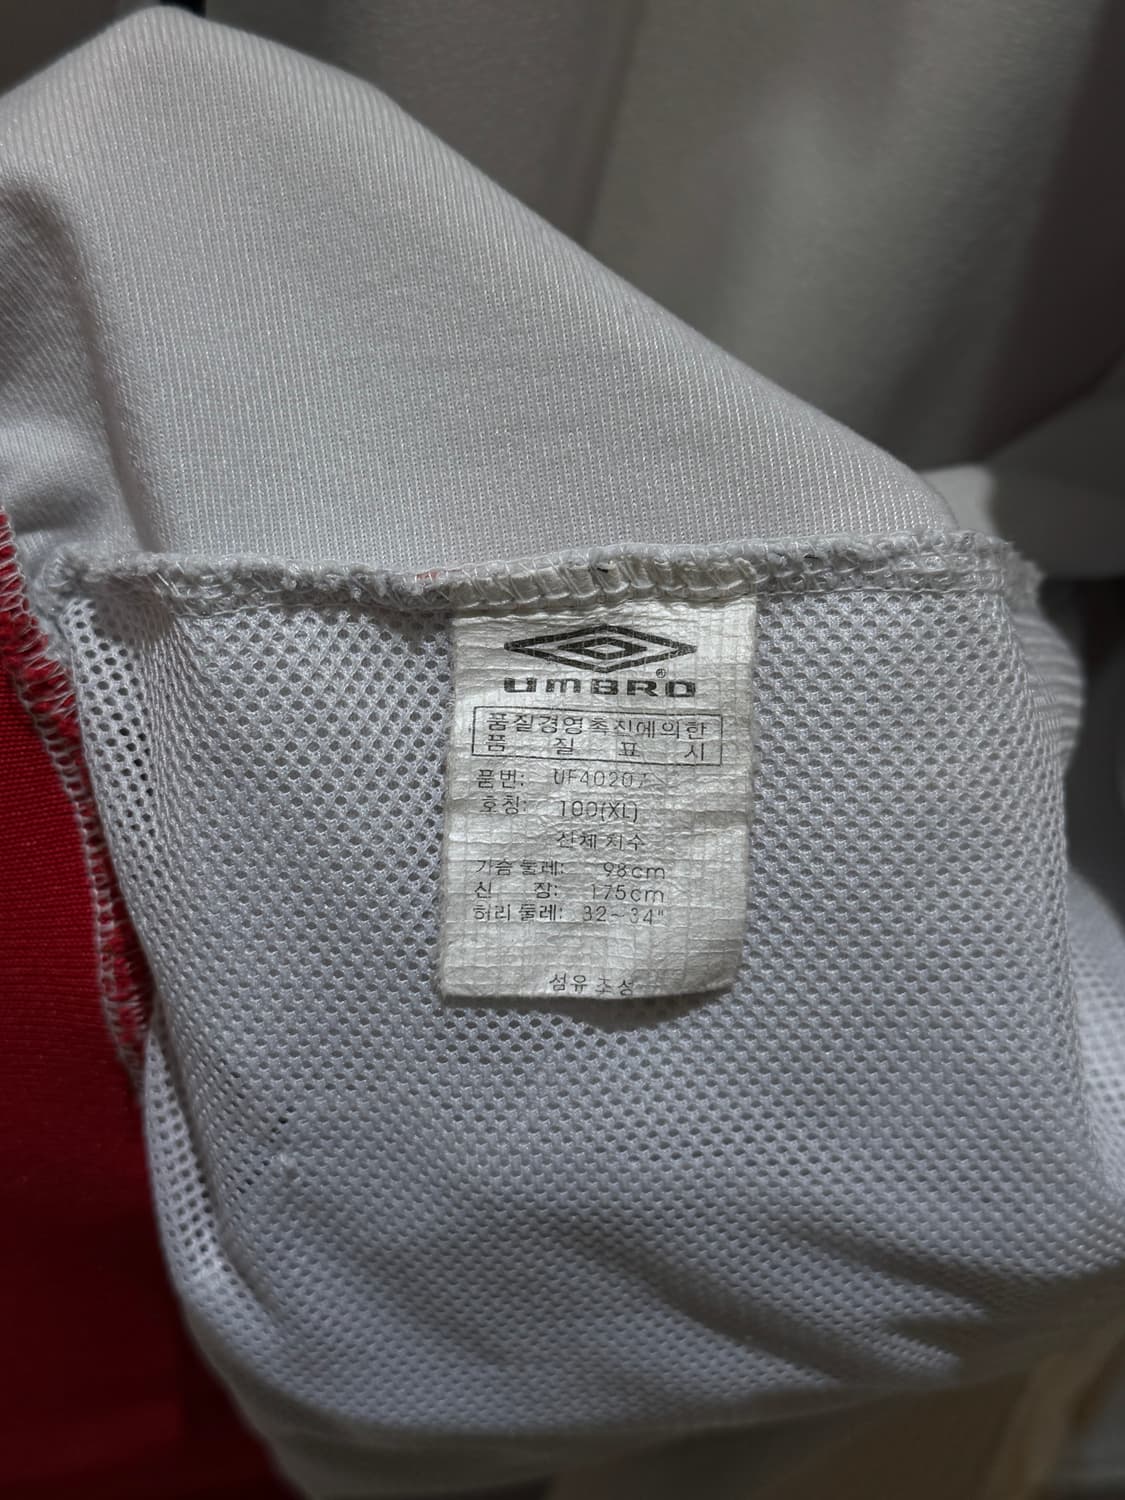 UMBRO®
품질경영촉진에의한
품 질 표 시
품번: UF40207
호칭: 100(XL)
신체 치수
가슴 둘레: 98cm
신 장: 175cm
허리 둘레: 32~34"
섬유 조성